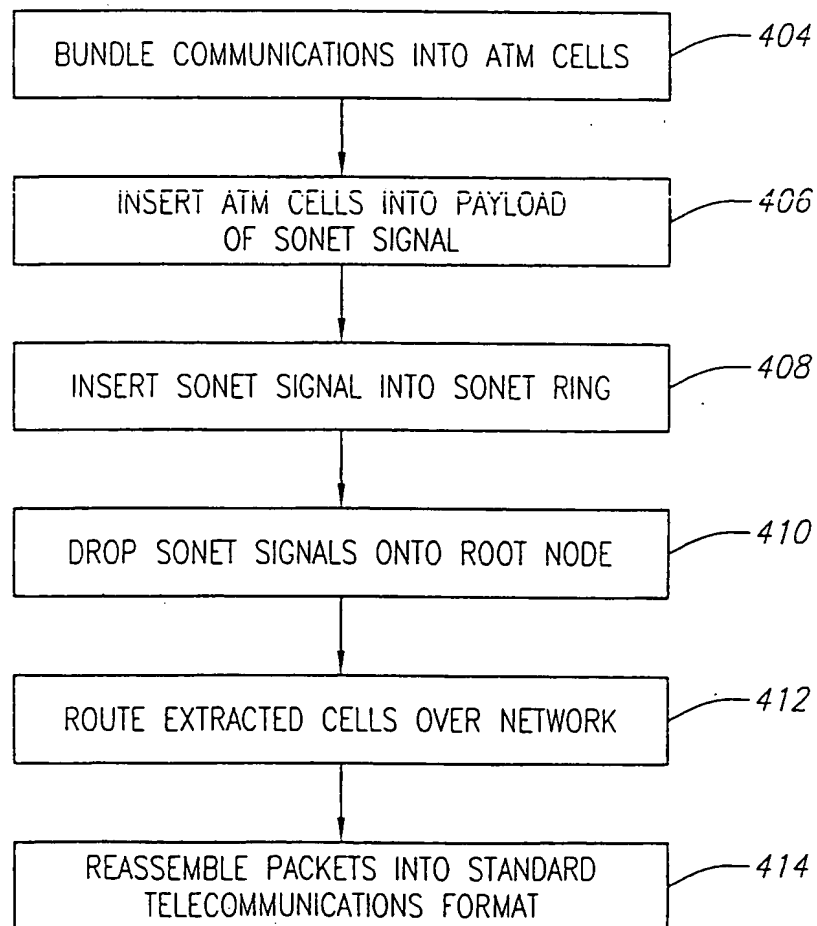 BUNDLE COMMUNICATIONS INTO ATM CELLS
404
INSERT ATM CELLS INTO PAYLOAD
OF SONET SIGNAL
406
INSERT SONET SIGNAL INTO SONET RING
408
DROP SONET SIGNALS ONTO ROOT NODE
410
ROUTE EXTRACTED CELLS OVER NETWORK
412
REASSEMBLE PACKETS INTO STANDARD
TELECOMMUNICATIONS FORMAT
414